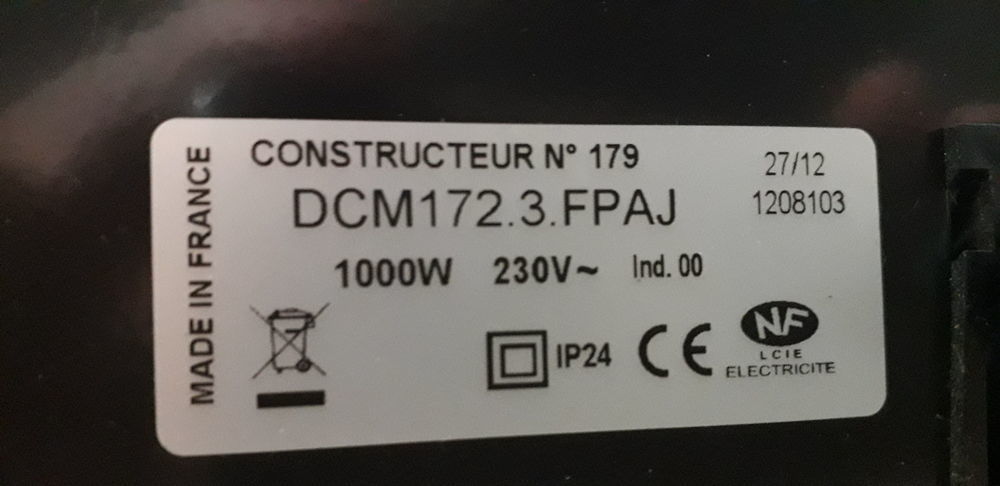 MADE IN FRANCE
CONSTRUCTEUR N° 179
27/12
DCM172.3.FPAJ
1208103
1000W 230V~ Ind. 00
IP24 CE NF
LCIE
ELECTRICITE